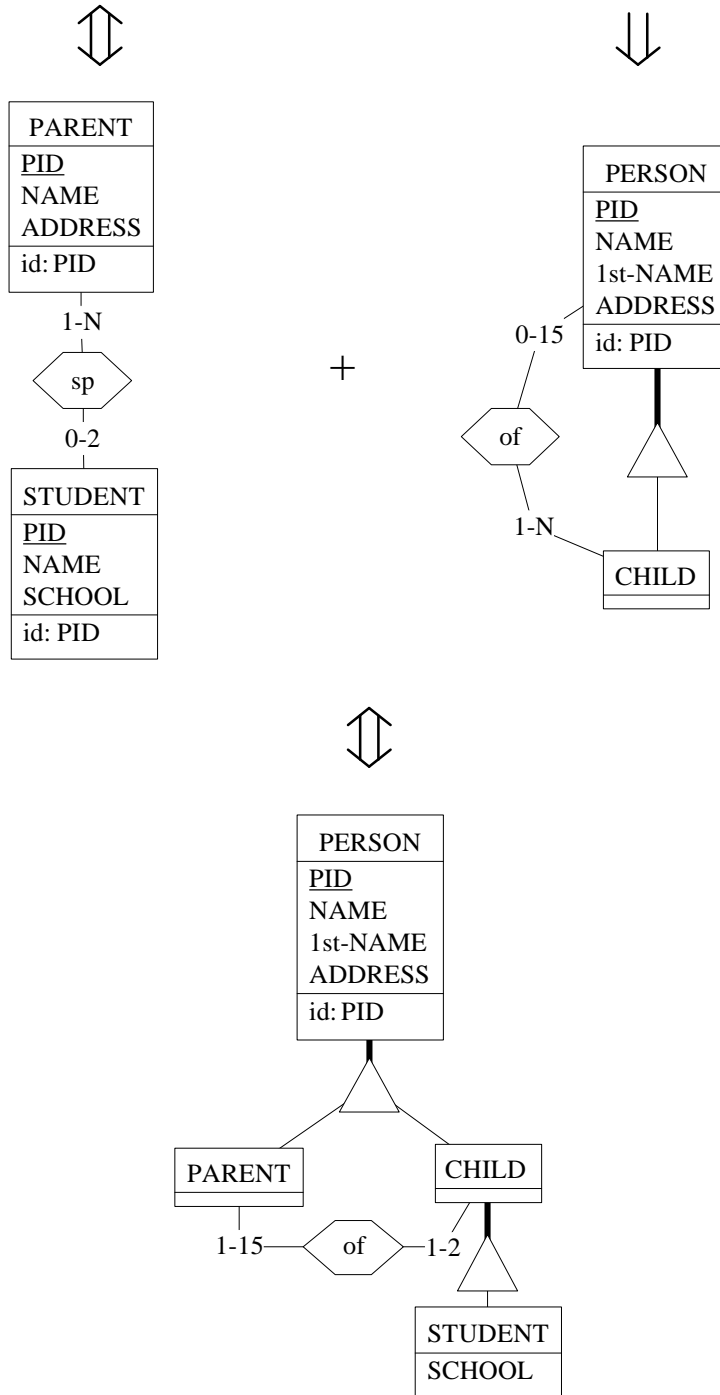 PARENT
PID
NAME
ADDRESS
id: PID
1-N
sp
0-2
STUDENT
PID
NAME
SCHOOL
id: PID
+
PERSON
PID
NAME
1st-NAME
ADDRESS
id: PID
0-15
of
1-N
CHILD
PERSON
PID
NAME
1st-NAME
ADDRESS
id: PID
PARENT
CHILD
1-15
of
1-2
STUDENT
SCHOOL